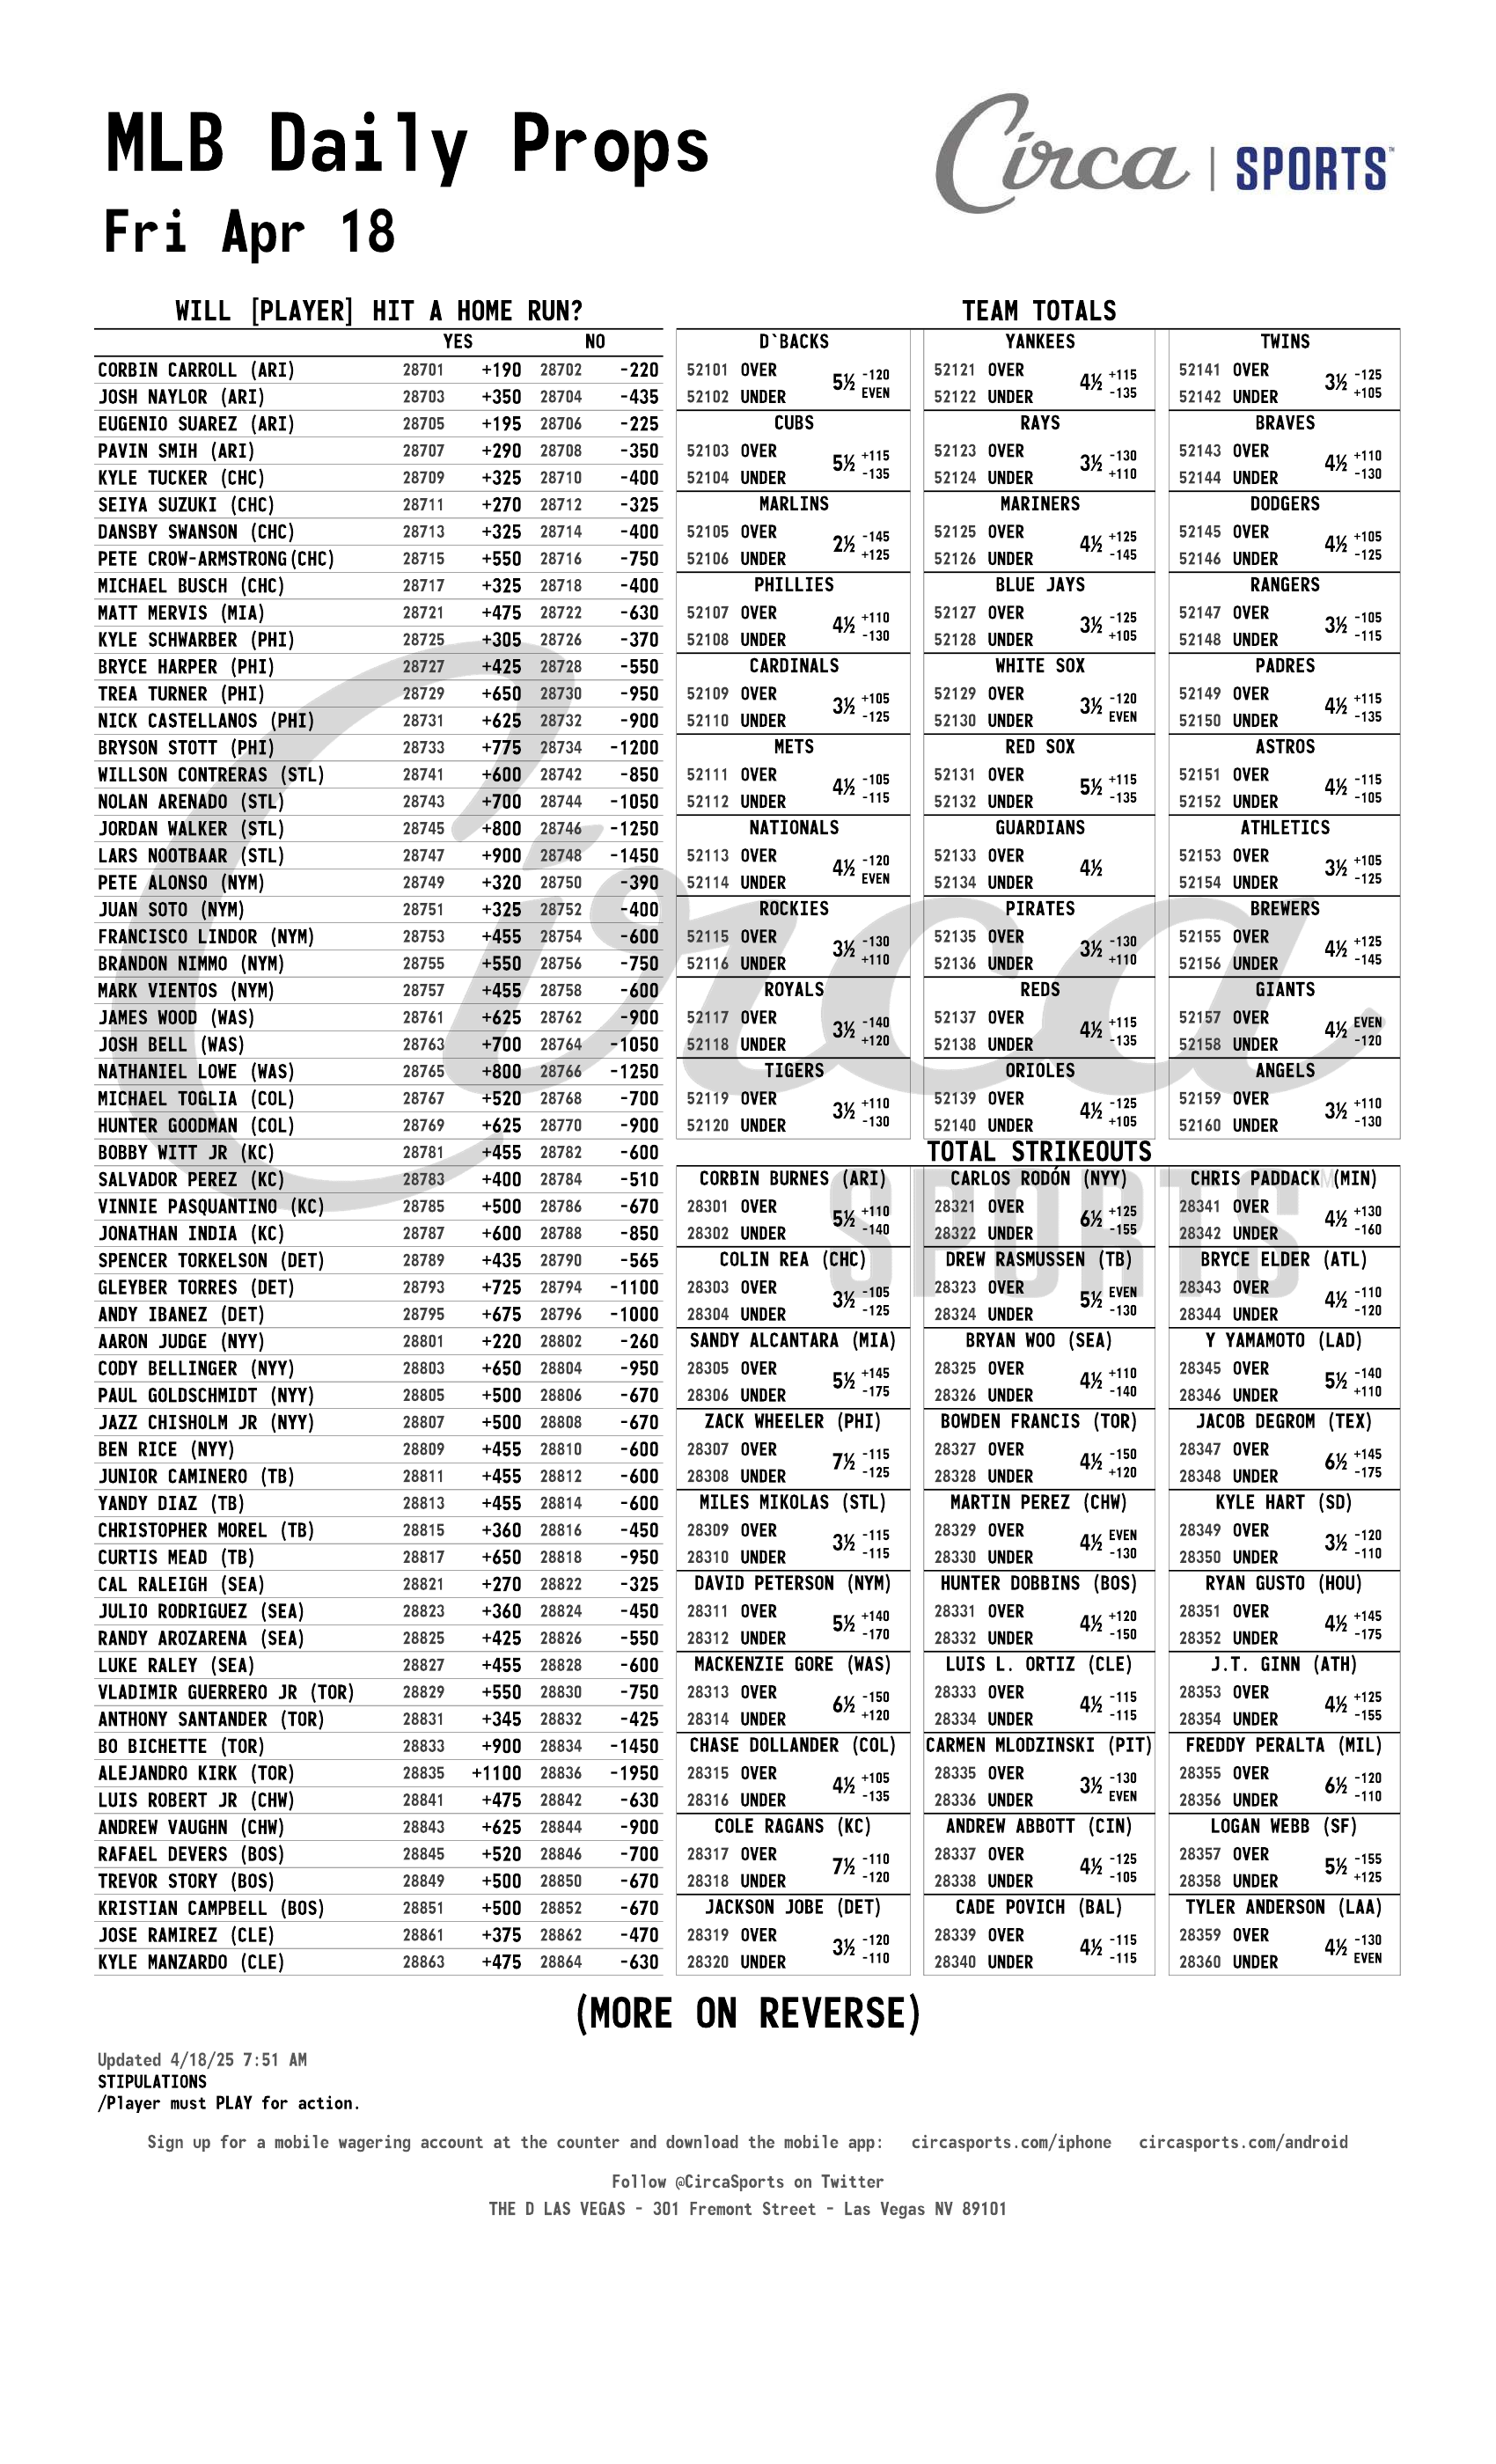 MLB Daily Props
Fri Apr 18
Circa | SPORTS™
WILL [PLAYER] HIT A HOME RUN?
YES NO
CORBIN CARROLL (ARI) 28701 +190 28702 -220
JOSH NAYLOR (ARI) 28703 +350 28704 -435
EUGENIO SUAREZ (ARI) 28705 +195 28706 -225
PAVIN SMIH (ARI) 28707 +290 28708 -350
KYLE TUCKER (CHC) 28709 +325 28710 -400
SEIYA SUZUKI (CHC) 28711 +270 28712 -325
DANSBY SWANSON (CHC) 28713 +325 28714 -400
PETE CROW-ARMSTRONG(CHC) 28715 +550 28716 -750
MICHAEL BUSCH (CHC) 28717 +325 28718 -400
MATT MERVIS (MIA) 28721 +475 28722 -630
KYLE SCHWARBER (PHI) 28725 +305 28726 -370
BRYCE HARPER (PHI) 28727 +425 28728 -550
TREA TURNER (PHI) 28729 +650 28730 -950
NICK CASTELLANOS (PHI) 28731 +625 28732 -900
BRYSON STOTT (PHI) 28733 +775 28734 -1200
WILLSON CONTRERAS (STL) 28741 +600 28742 -850
NOLAN ARENADO (STL) 28743 +700 28744 -1050
JORDAN WALKER (STL) 28745 +800 28746 -1250
LARS NOOTBAAR (STL) 28747 +900 28748 -1450
PETE ALONSO (NYM) 28749 +320 28750 -390
JUAN SOTO (NYM) 28751 +325 28752 -400
FRANCISCO LINDOR (NYM) 28753 +455 28754 -600
BRANDON NIMMO (NYM) 28755 +550 28756 -750
MARK VIENTOS (NYM) 28757 +455 28758 -600
JAMES WOOD (WAS) 28761 +625 28762 -900
JOSH BELL (WAS) 28763 +700 28764 -1050
NATHANIEL LOWE (WAS) 28765 +800 28766 -1250
MICHAEL TOGLIA (COL) 28767 +520 28768 -700
HUNTER GOODMAN (COL) 28769 +625 28770 -900
BOBBY WITT JR (KC) 28781 +455 28782 -600
SALVADOR PEREZ (KC) 28783 +400 28784 -510
VINNIE PASQUANTINO (KC) 28785 +500 28786 -670
JONATHAN INDIA (KC) 28787 +600 28788 -850
SPENCER TORKELSON (DET) 28789 +435 28790 -565
GLEYBER TORRES (DET) 28793 +725 28794 -1100
ANDY IBANEZ (DET) 28795 +675 28796 -1000
AARON JUDGE (NYY) 28801 +220 28802 -260
CODY BELLINGER (NYY) 28803 +650 28804 -950
PAUL GOLDSCHMIDT (NYY) 28805 +500 28806 -670
JAZZ CHISHOLM JR (NYY) 28807 +500 28808 -670
BEN RICE (NYY) 28809 +455 28810 -600
JUNIOR CAMINERO (TB) 28811 +455 28812 -600
YANDY DIAZ (TB) 28813 +455 28814 -600
CHRISTOPHER MOREL (TB) 28815 +360 28816 -450
CURTIS MEAD (TB) 28817 +650 28818 -950
CAL RALEIGH (SEA) 28821 +270 28822 -325
JULIO RODRIGUEZ (SEA) 28823 +360 28824 -450
RANDY AROZARENA (SEA) 28825 +425 28826 -550
LUKE RALEY (SEA) 28827 +455 28828 -600
VLADIMIR GUERRERO JR (TOR) 28829 +550 28830 -750
ANTHONY SANTANDER (TOR) 28831 +345 28832 -425
BO BICHETTE (TOR) 28833 +900 28834 -1450
ALEJANDRO KIRK (TOR) 28835 +1100 28836 -1950
LUIS ROBERT JR (CHW) 28841 +475 28842 -630
ANDREW VAUGHN (CHW) 28843 +625 28844 -900
RAFAEL DEVERS (BOS) 28845 +520 28846 -700
TREVOR STORY (BOS) 28849 +500 28850 -670
KRISTIAN CAMPBELL (BOS) 28851 +500 28852 -670
JOSE RAMIREZ (CLE) 28861 +375 28862 -470
KYLE MANZARDO (CLE) 28863 +475 28864 -630
TEAM TOTALS
D`BACKS
52101 OVER 5½ -120
52102 UNDER EVEN
CUBS
52103 OVER 5½ +115
52104 UNDER -135
MARLINS
52105 OVER 2½ -145
52106 UNDER +125
PHILLIES
52107 OVER 4½ +110
52108 UNDER -130
CARDINALS
52109 OVER 3½ +105
52110 UNDER -125
METS
52111 OVER 4½ -105
52112 UNDER -115
NATIONALS
52113 OVER 4½ -120
52114 UNDER EVEN
ROCKIES
52115 OVER 3½ -130
52116 UNDER +110
ROYALS
52117 OVER 3½ -140
52118 UNDER +120
TIGERS
52119 OVER 3½ +110
52120 UNDER -130
YANKEES
52121 OVER 4½ +115
52122 UNDER -135
RAYS
52123 OVER 3½ -130
52124 UNDER +110
MARINERS
52125 OVER 4½ +125
52126 UNDER -145
BLUE JAYS
52127 OVER 3½ -125
52128 UNDER +105
WHITE SOX
52129 OVER 3½ -120
52130 UNDER EVEN
RED SOX
52131 OVER 5½ +115
52132 UNDER -135
GUARDIANS
52133 OVER 4½
52134 UNDER
PIRATES
52135 OVER 3½ -130
52136 UNDER +110
REDS
52137 OVER 4½ +115
52138 UNDER -135
ORIOLES
52139 OVER 4½ -125
52140 UNDER +105
TWINS
52141 OVER 3½ -125
52142 UNDER +105
BRAVES
52143 OVER 4½ +110
52144 UNDER -130
DODGERS
52145 OVER 4½ +105
52146 UNDER -125
RANGERS
52147 OVER 3½ -105
52148 UNDER -115
PADRES
52149 OVER 4½ +115
52150 UNDER -135
ASTROS
52151 OVER 4½ -115
52152 UNDER -105
ATHLETICS
52153 OVER 3½ +105
52154 UNDER -125
BREWERS
52155 OVER 4½ +125
52156 UNDER -145
GIANTS
52157 OVER 4½ EVEN
52158 UNDER -120
ANGELS
52159 OVER 3½ +110
52160 UNDER -130
TOTAL STRIKEOUTS
CORBIN BURNES (ARI)
28301 OVER 5½ +110
28302 UNDER -140
COLIN REA (CHC)
28303 OVER 3½ -105
28304 UNDER -125
SANDY ALCANTARA (MIA)
28305 OVER 5½ +145
28306 UNDER -175
ZACK WHEELER (PHI)
28307 OVER 7½ -115
28308 UNDER -125
MILES MIKOLAS (STL)
28309 OVER 3½ -115
28310 UNDER -115
DAVID PETERSON (NYM)
28311 OVER 5½ +140
28312 UNDER -170
MACKENZIE GORE (WAS)
28313 OVER 6½ -150
28314 UNDER +120
CHASE DOLLANDER (COL)
28315 OVER 4½ +105
28316 UNDER -135
COLE RAGANS (KC)
28317 OVER 7½ -110
28318 UNDER -120
JACKSON JOBE (DET)
28319 OVER 3½ -120
28320 UNDER -110
CARLOS RODÓN (NYY)
28321 OVER 6½ +125
28322 UNDER -155
DREW RASMUSSEN (TB)
28323 OVER 5½ EVEN
28324 UNDER -130
BRYAN WOO (SEA)
28325 OVER 4½ +110
28326 UNDER -140
BOWDEN FRANCIS (TOR)
28327 OVER 4½ -150
28328 UNDER +120
MARTIN PEREZ (CHW)
28329 OVER 4½ EVEN
28330 UNDER -130
HUNTER DOBBINS (BOS)
28331 OVER 4½ +120
28332 UNDER -150
LUIS L. ORTIZ (CLE)
28333 OVER 4½ -115
28334 UNDER -115
CARMEN MLODZINSKI (PIT)
28335 OVER 3½ -130
28336 UNDER EVEN
ANDREW ABBOTT (CIN)
28337 OVER 4½ -125
28338 UNDER -105
CADE POVICH (BAL)
28339 OVER 4½ -115
28340 UNDER -115
CHRIS PADDACK (MIN)
28341 OVER 4½ +130
28342 UNDER -160
BRYCE ELDER (ATL)
28343 OVER 4½ -110
28344 UNDER -120
Y YAMAMOTO (LAD)
28345 OVER 5½ -140
28346 UNDER +110
JACOB DEGROM (TEX)
28347 OVER 6½ +145
28348 UNDER -175
KYLE HART (SD)
28349 OVER 3½ -120
28350 UNDER -110
RYAN GUSTO (HOU)
28351 OVER 4½ +145
28352 UNDER -175
J.T. GINN (ATH)
28353 OVER 4½ +125
28354 UNDER -155
FREDDY PERALTA (MIL)
28355 OVER 6½ -120
28356 UNDER -110
LOGAN WEBB (SF)
28357 OVER 5½ -155
28358 UNDER +125
TYLER ANDERSON (LAA)
28359 OVER 4½ -130
28360 UNDER EVEN
Circa
SPORTS
(MORE ON REVERSE)
Updated 4/18/25 7:51 AM
STIPULATIONS
/Player must PLAY for action.
Sign up for a mobile wagering account at the counter and download the mobile app: circasports.com/iphone circasports.com/android
Follow @CircaSports on Twitter
THE D LAS VEGAS - 301 Fremont Street - Las Vegas NV 89101